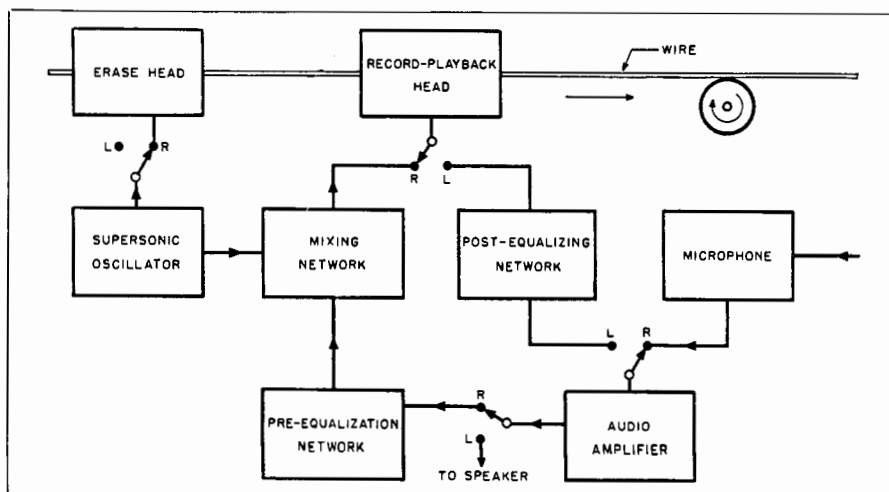 ERASE HEAD
RECORD-PLAYBACK
HEAD
WIRE
L
R
R
L
SUPERSONIC
OSCILLATOR
MIXING
NETWORK
POST-EQUALIZING
NETWORK
MICROPHONE
L
R
R
PRE-EQUALIZATION
NETWORK
L
TO SPEAKER
AUDIO
AMPLIFIER